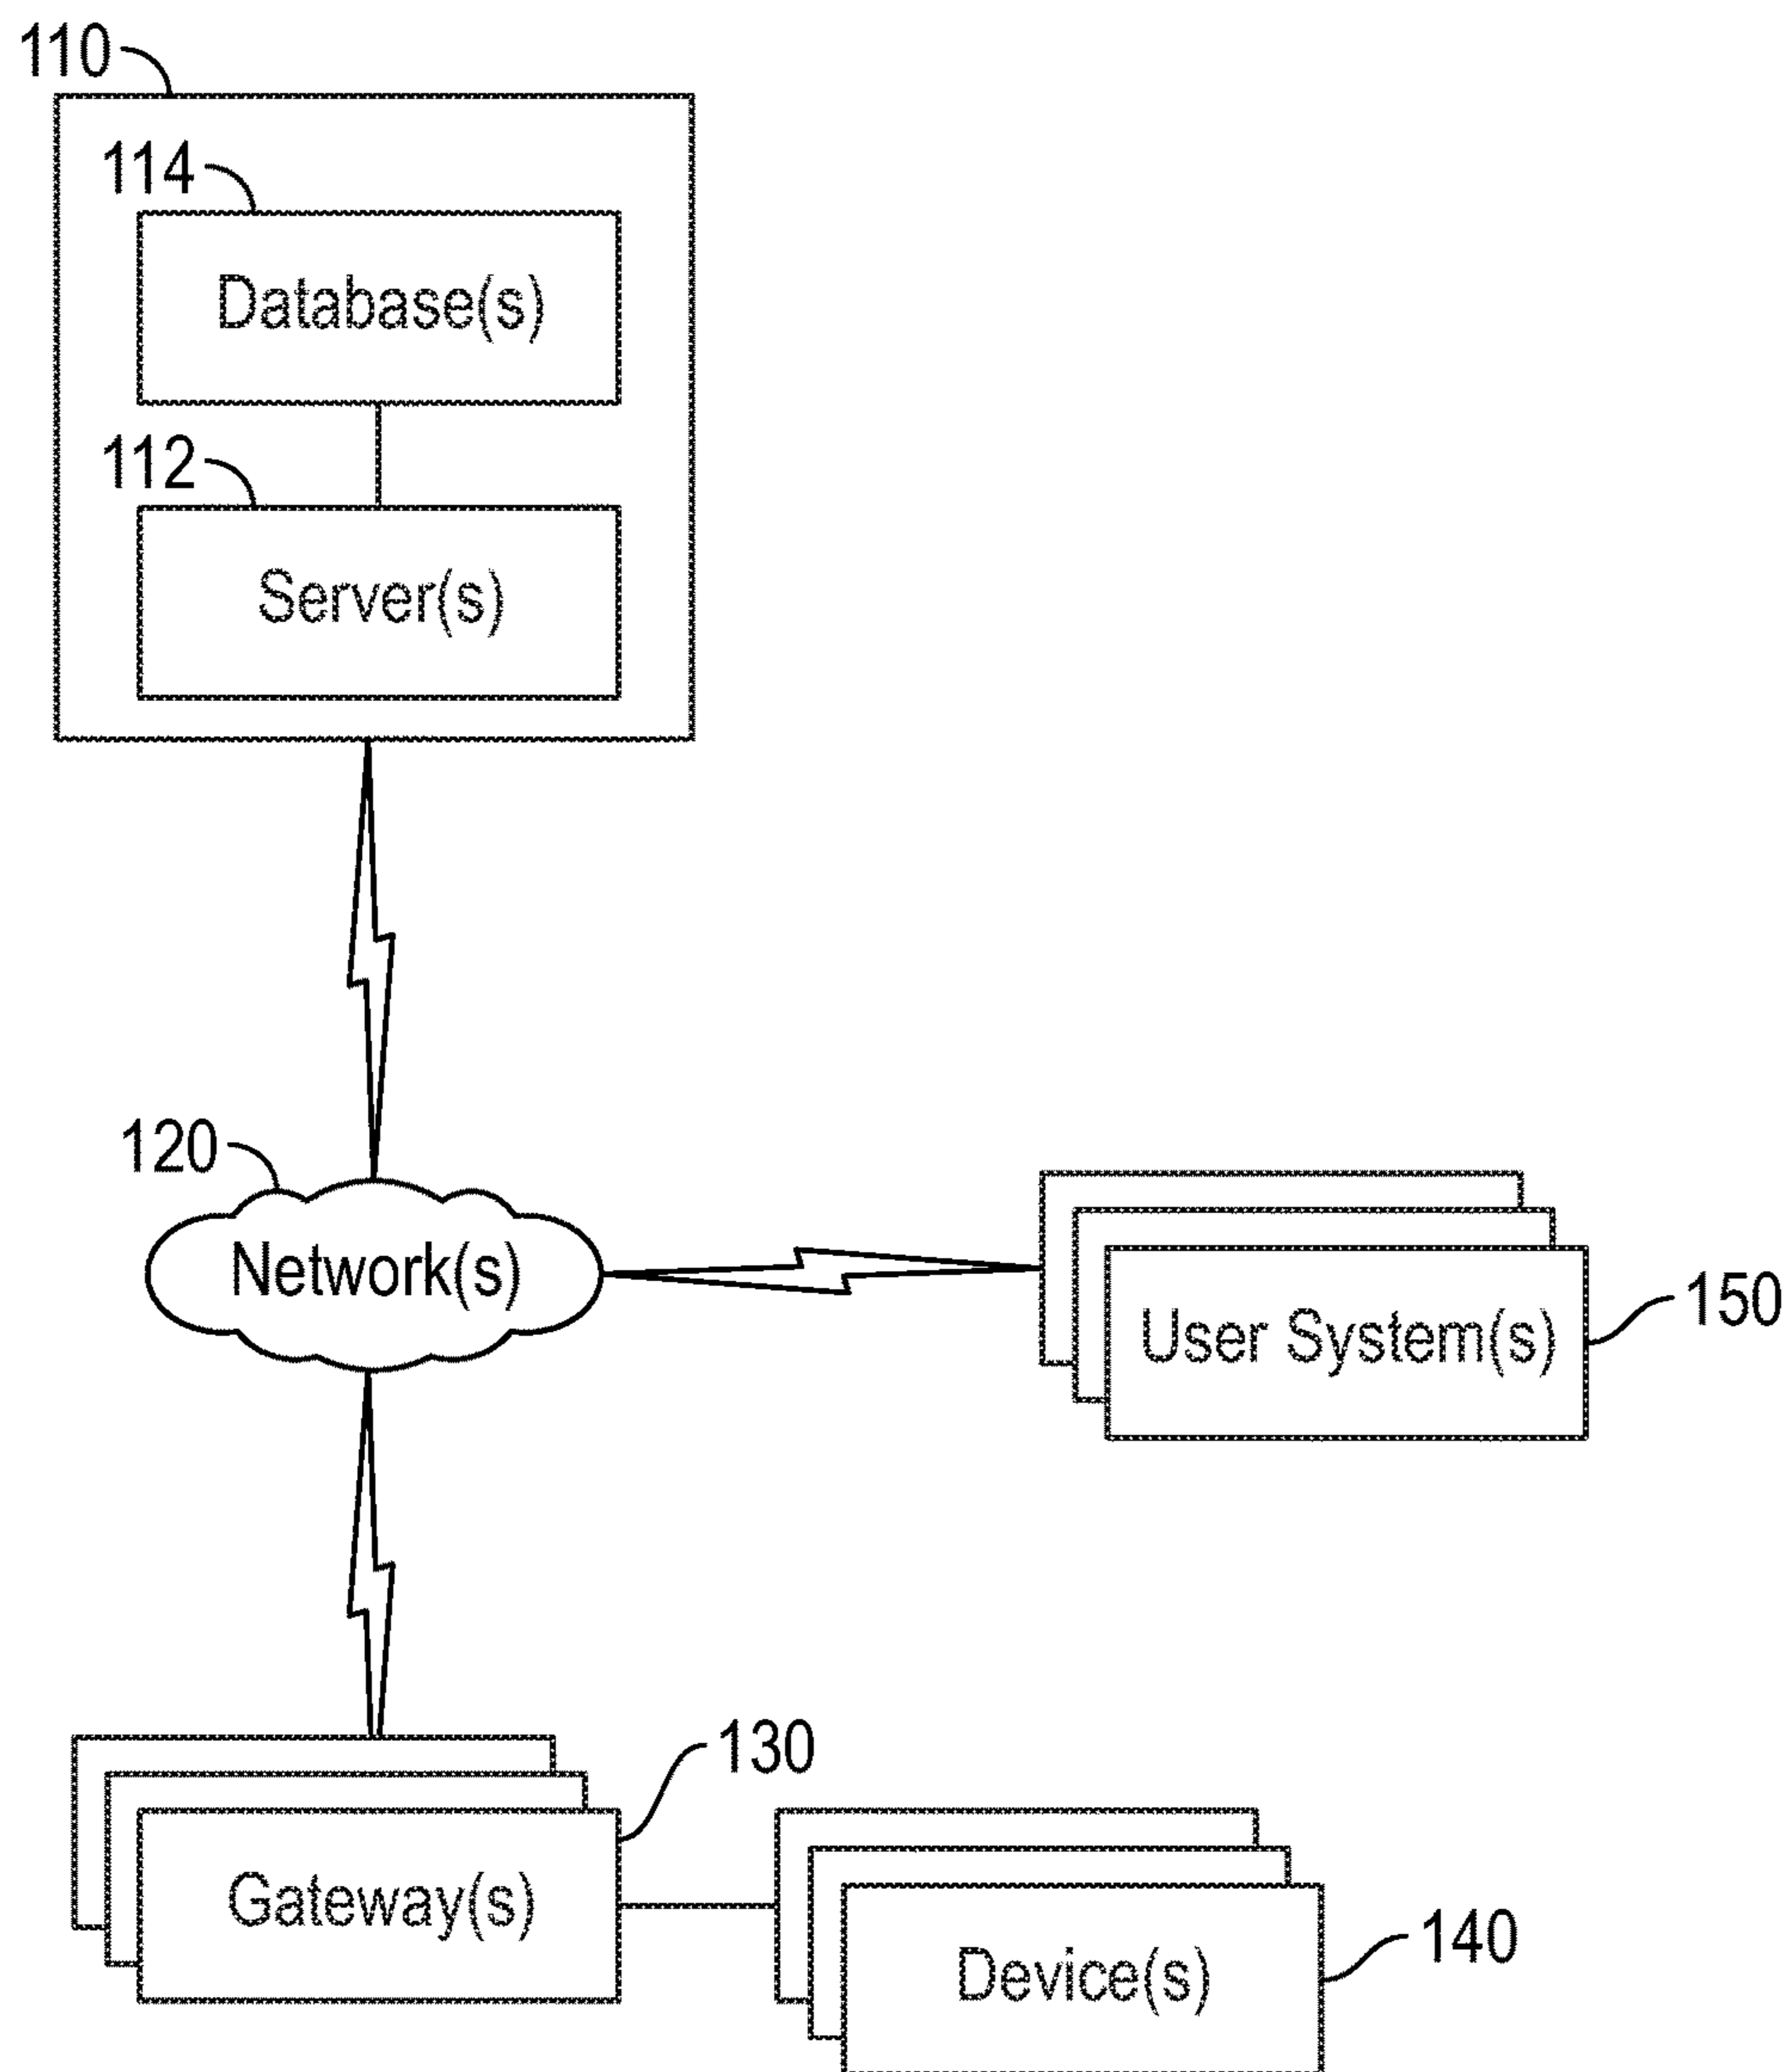 110
114
Database(s)
112
Server(s)
120
Network(s)
User System(s)
150
130
Gateway(s)
Device(s)
140